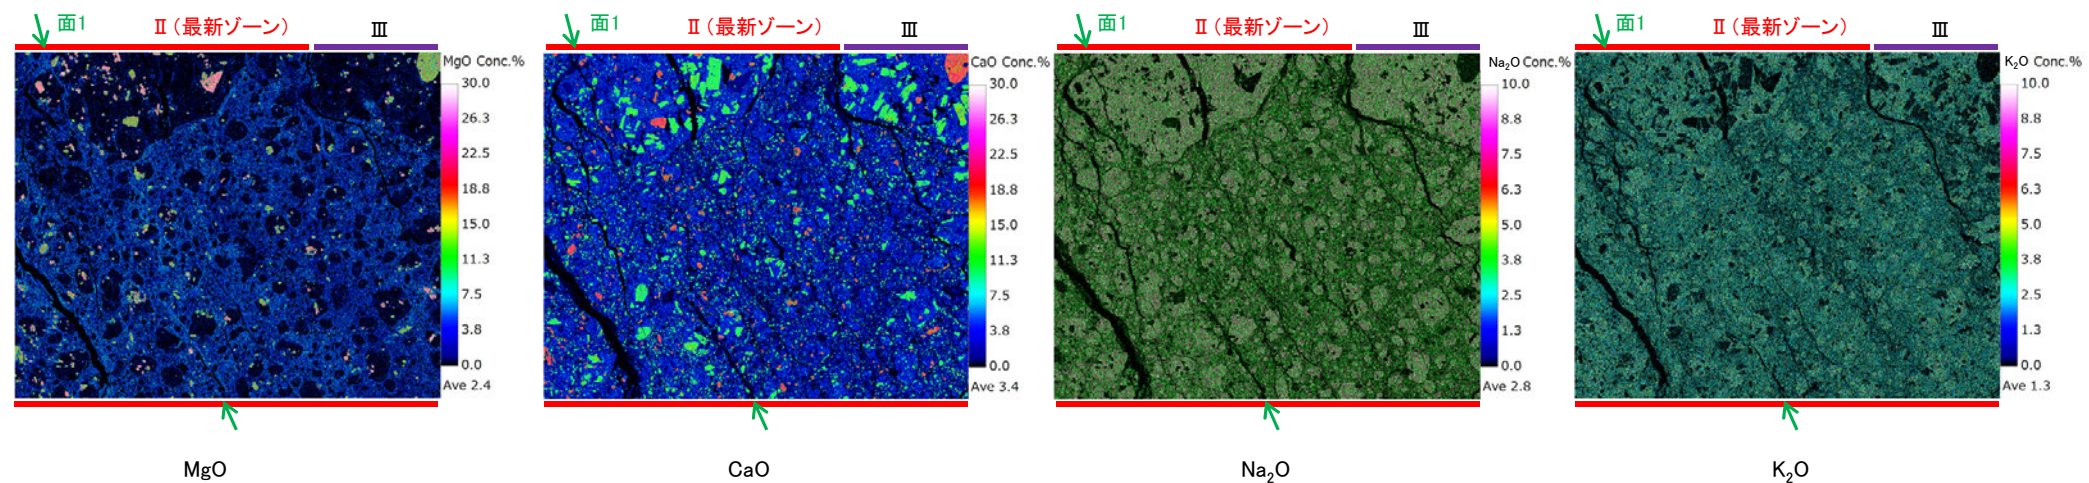 面1 Ⅱ（最新ゾーン） Ⅲ
MgO Conc.%
30.0
26.3
22.5
18.8
15.0
11.3
7.5
3.8
0.0
Ave 2.4
MgO
面1 Ⅱ（最新ゾーン） Ⅲ
CaO Conc.%
30.0
26.3
22.5
18.8
15.0
11.3
7.5
3.8
0.0
Ave 3.4
CaO
面1 Ⅱ（最新ゾーン） Ⅲ
Na₂O Conc.%
10.0
8.8
7.5
6.3
5.0
3.8
2.5
1.3
0.0
Ave 2.8
Na₂O
面1 Ⅱ（最新ゾーン） Ⅲ
K₂O Conc.%
10.0
8.8
7.5
6.3
5.0
3.8
2.5
1.3
0.0
Ave 1.3
K₂O